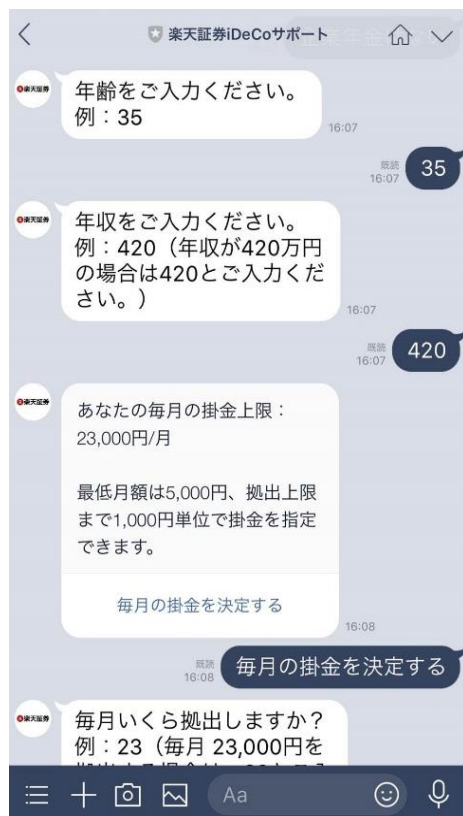 楽天証券iDeCoサポート
楽天証券
年齢をご入力ください。
例：35
16:07
既読
16:07
35
楽天証券
年収をご入力ください。
例：420（年収が420万円
の場合は420とご入力くだ
さい。）
16:07
既読
16:07
420
楽天証券
あなたの毎月の掛金上限：
23,000円/月
最低月額は5,000円、拠出上限
まで1,000円単位で掛金を指定
できます。
毎月の掛金を決定する
16:08
既読
16:08
毎月の掛金を決定する
楽天証券
毎月いくら拠出しますか？
例：23（毎月 23,000円を
Aa